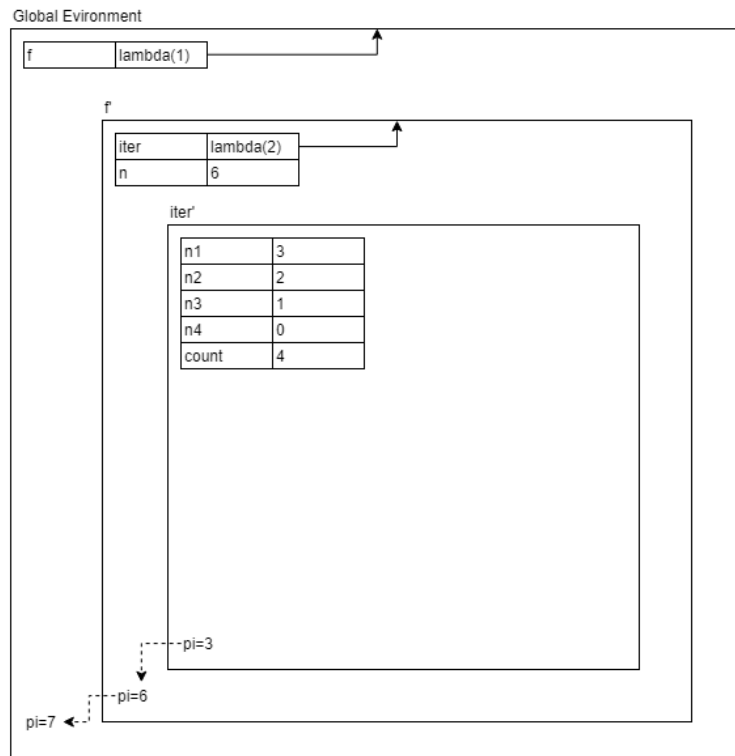 Global Evironment
f lambda(1)
f'
iter lambda(2)
n 6
iter'
n1 3
n2 2
n3 1
n4 0
count 4
pi=3
pi=6
pi=7